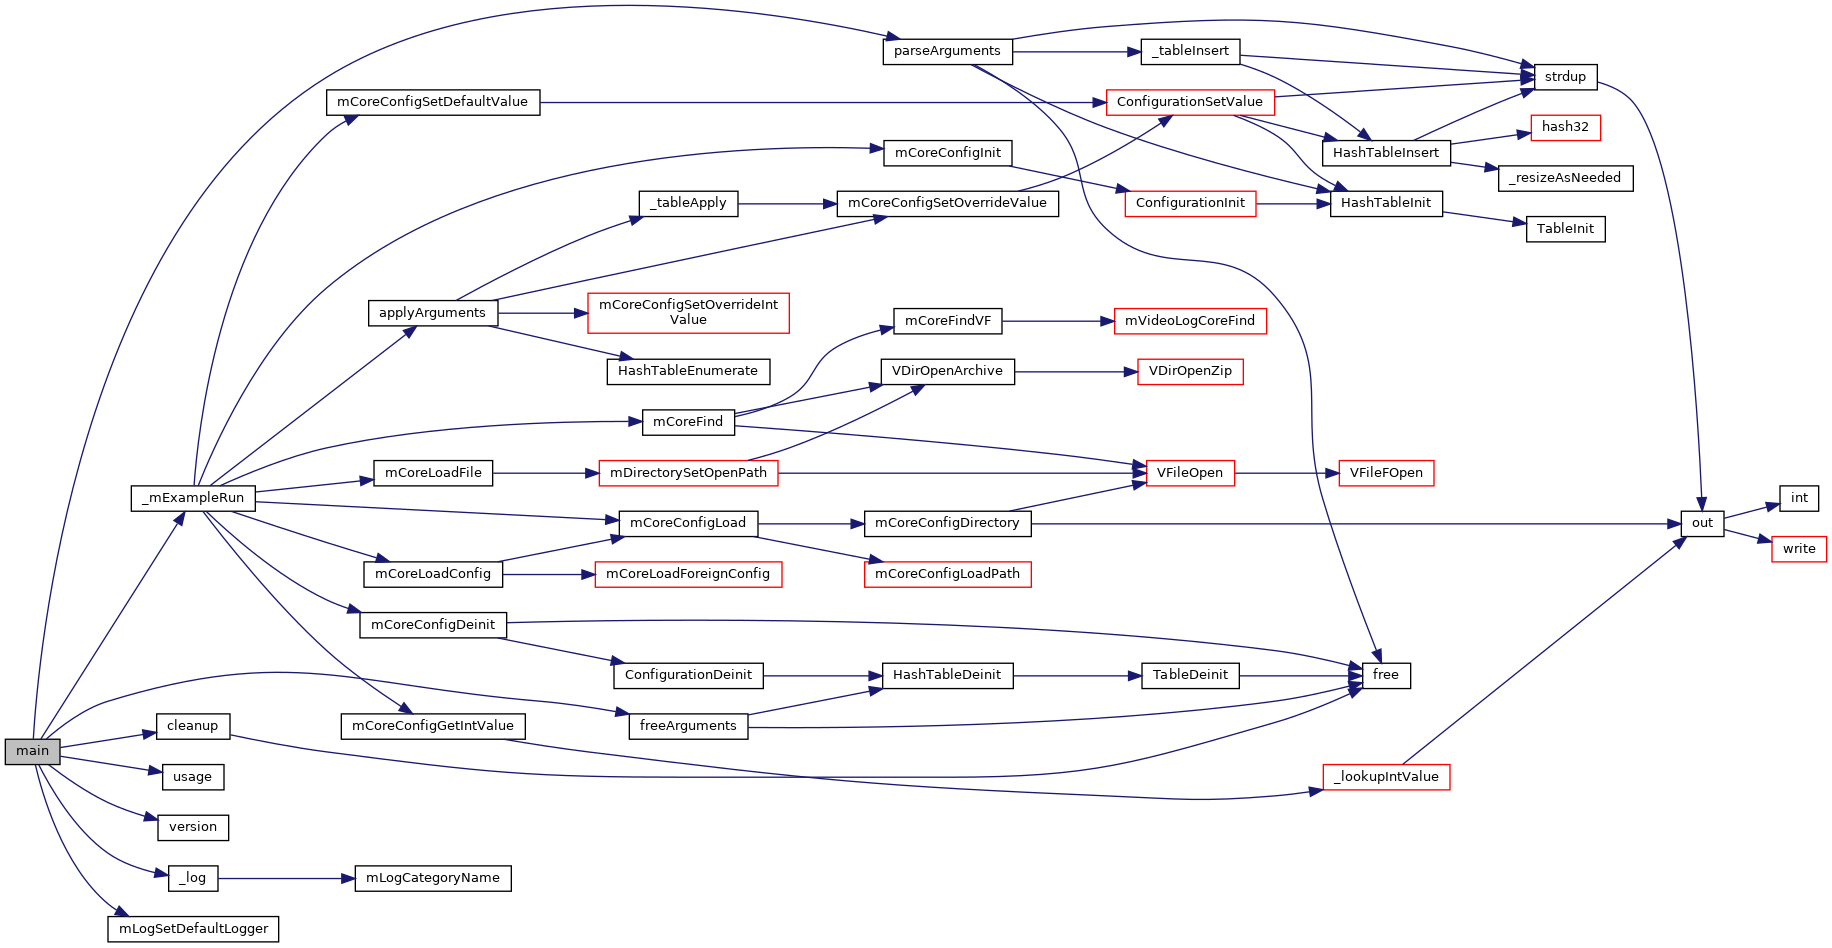 parseArguments
_tableInsert
strdup
mCoreConfigSetDefaultValue
ConfigurationSetValue
hash32
mCoreConfigInit
HashTableInsert
_resizeAsNeeded
_tableApply
mCoreConfigSetOverrideValue
ConfigurationInit
HashTableInit
TableInit
applyArguments
mCoreConfigSetOverrideInt
Value
mCoreFindVF
mVideoLogCoreFind
HashTableEnumerate
VDirOpenArchive
VDirOpenZip
mCoreFind
mCoreLoadFile
mDirectorySetOpenPath
VFileOpen
VFileFOpen
_mExampleRun
int
mCoreConfigLoad
mCoreConfigDirectory
out
write
mCoreLoadConfig
mCoreLoadForeignConfig
mCoreConfigLoadPath
mCoreConfigDeinit
ConfigurationDeinit
HashTableDeinit
TableDeinit
free
cleanup
mCoreConfigGetIntValue
freeArguments
main
usage
_lookupIntValue
version
_log
mLogCategoryName
mLogSetDefaultLogger